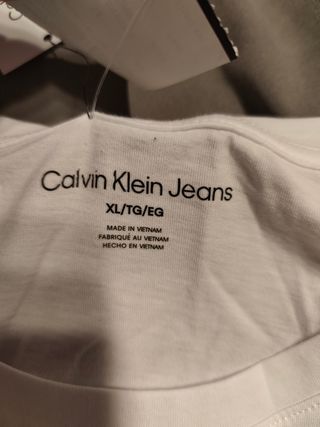 Calvin Klein Jeans
XL/TG/EG
MADE IN VIETNAM
FABRIQUÉ AU VIETNAM
HECHO EN VIETNAM